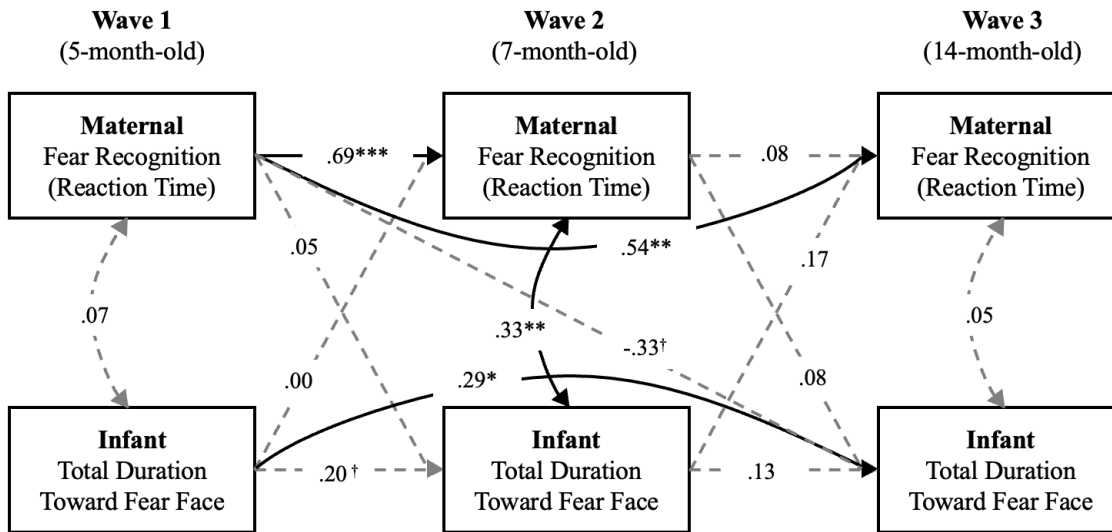 Wave 1
(5-month-old)
Wave 2
(7-month-old)
Wave 3
(14-month-old)
Maternal
Fear Recognition
(Reaction Time)
.69***
Maternal
Fear Recognition
(Reaction Time)
.08
Maternal
Fear Recognition
(Reaction Time)
.05
.54**
.17
.07
.33**
-.33†
.05
.00
.29*
.08
Infant
Total Duration
Toward Fear Face
.20 †
Infant
Total Duration
Toward Fear Face
.13
Infant
Total Duration
Toward Fear Face